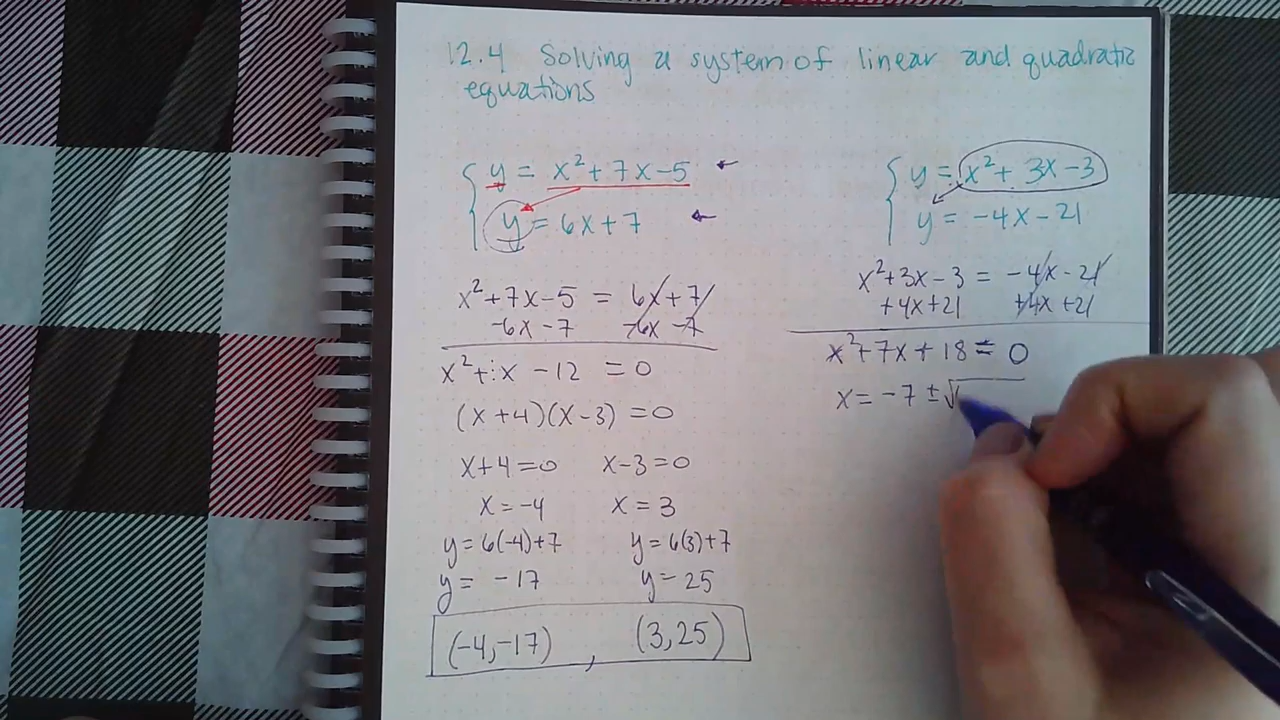 12.4 Solving a system of linear and quadratic
equations
y = x²+7x-5
y = 6x+7
x²+7x-5 = 6x+7
-6x-7 -6x-7
x²+ x -12 = 0
(x+4)(x-3) = 0
x+4=0 x-3=0
x=-4 x=3
y=6(-4)+7 y=6(3)+7
y= -17 y=25
(-4,-17) , (3,25)
y = x²+ 3x-3
y = -4x-21
x²+3x-3 = -4x-21
+4x+21 +4x+21
x²+7x+18 = 0
x= -7 ±√(